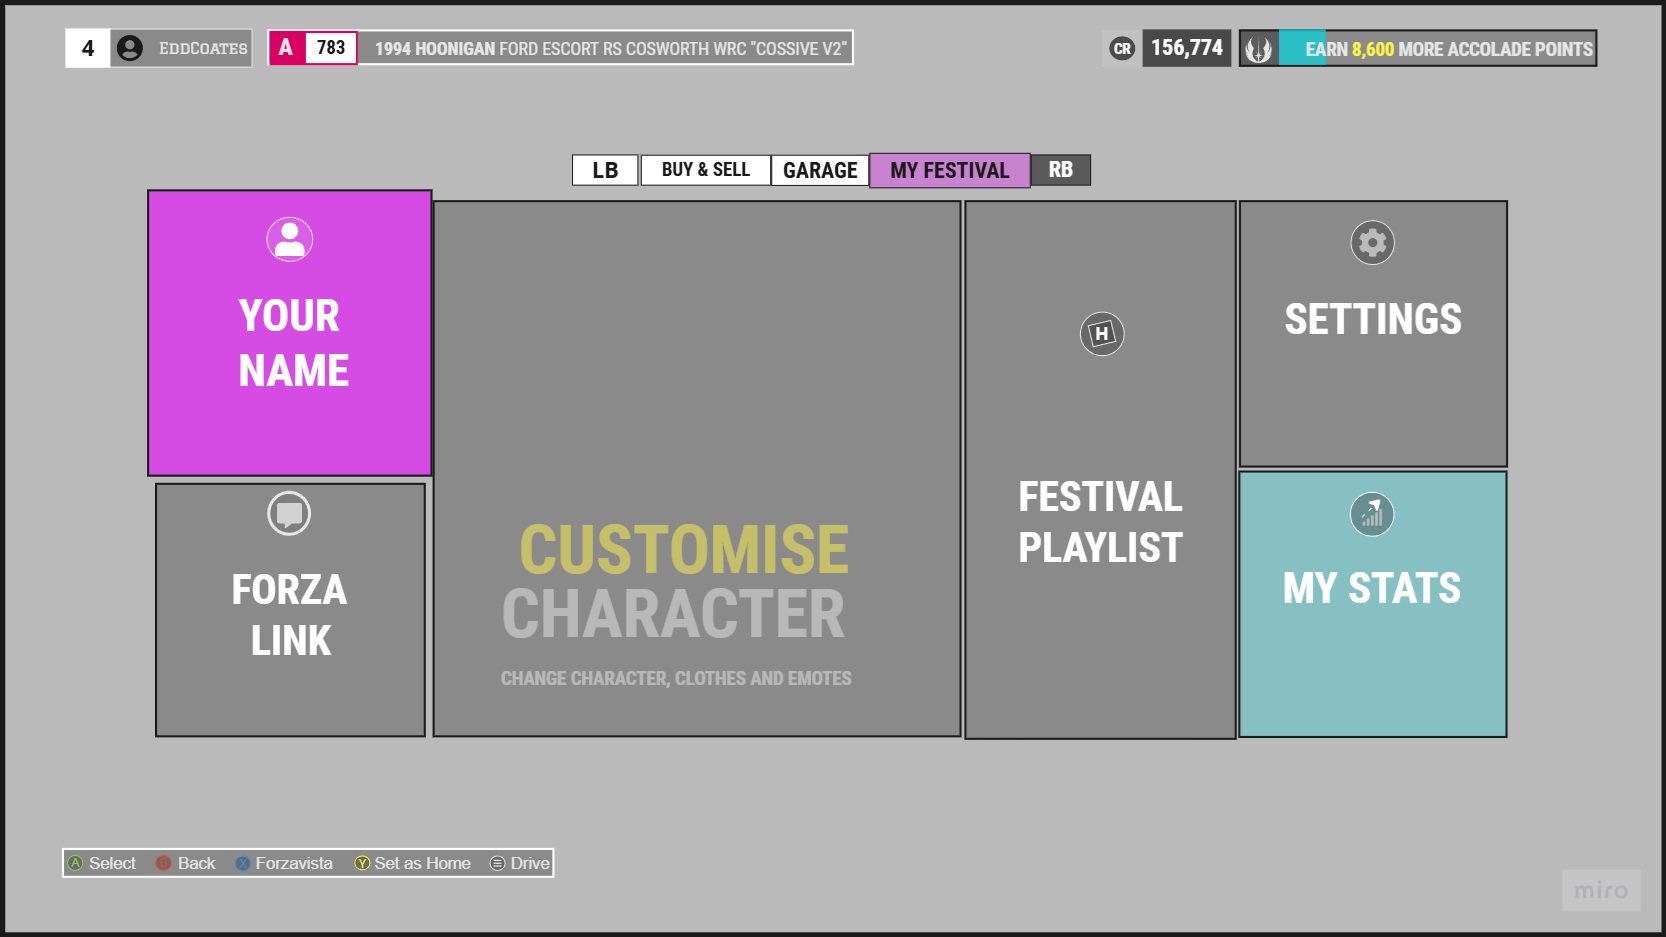 4 EDDCOATES A 783 1994 HOONIGAN FORD ESCORT RS COSWORTH WRC "COSSIVE V2" CR 156,774 EARN 8,600 MORE ACCOLADE POINTS
LB BUY & SELL GARAGE MY FESTIVAL RB
YOUR
NAME
FORZA
LINK
CUSTOMISE
CHARACTER
CHANGE CHARACTER, CLOTHES AND EMOTES
H
FESTIVAL
PLAYLIST
SETTINGS
MY STATS
A Select B Back X Forzavista Y Set as Home Drive
miro